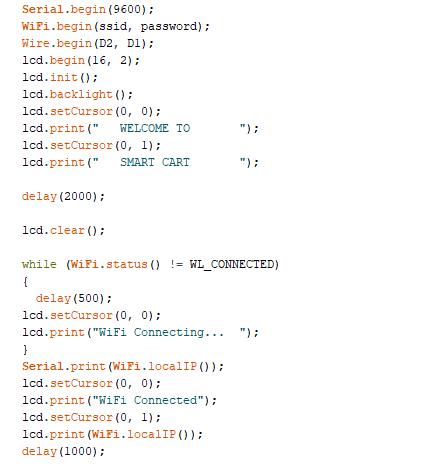 Serial.begin(9600);
WiFi.begin(ssid, password);
Wire.begin(D2, D1);
lcd.begin(16, 2);
lcd.init();
lcd.backlight();
lcd.setCursor(0, 0);
lcd.print("   WELCOME TO       ");
lcd.setCursor(0, 1);
lcd.print("   SMART CART       ");
delay(2000);
lcd.clear();
while (WiFi.status() != WL_CONNECTED)
{
  delay(500);
lcd.setCursor(0, 0);
lcd.print("WiFi Connecting...  ");
}
Serial.print(WiFi.localIP());
lcd.setCursor(0, 0);
lcd.print("WiFi Connected");
lcd.setCursor(0, 1);
lcd.print(WiFi.localIP());
delay(1000);